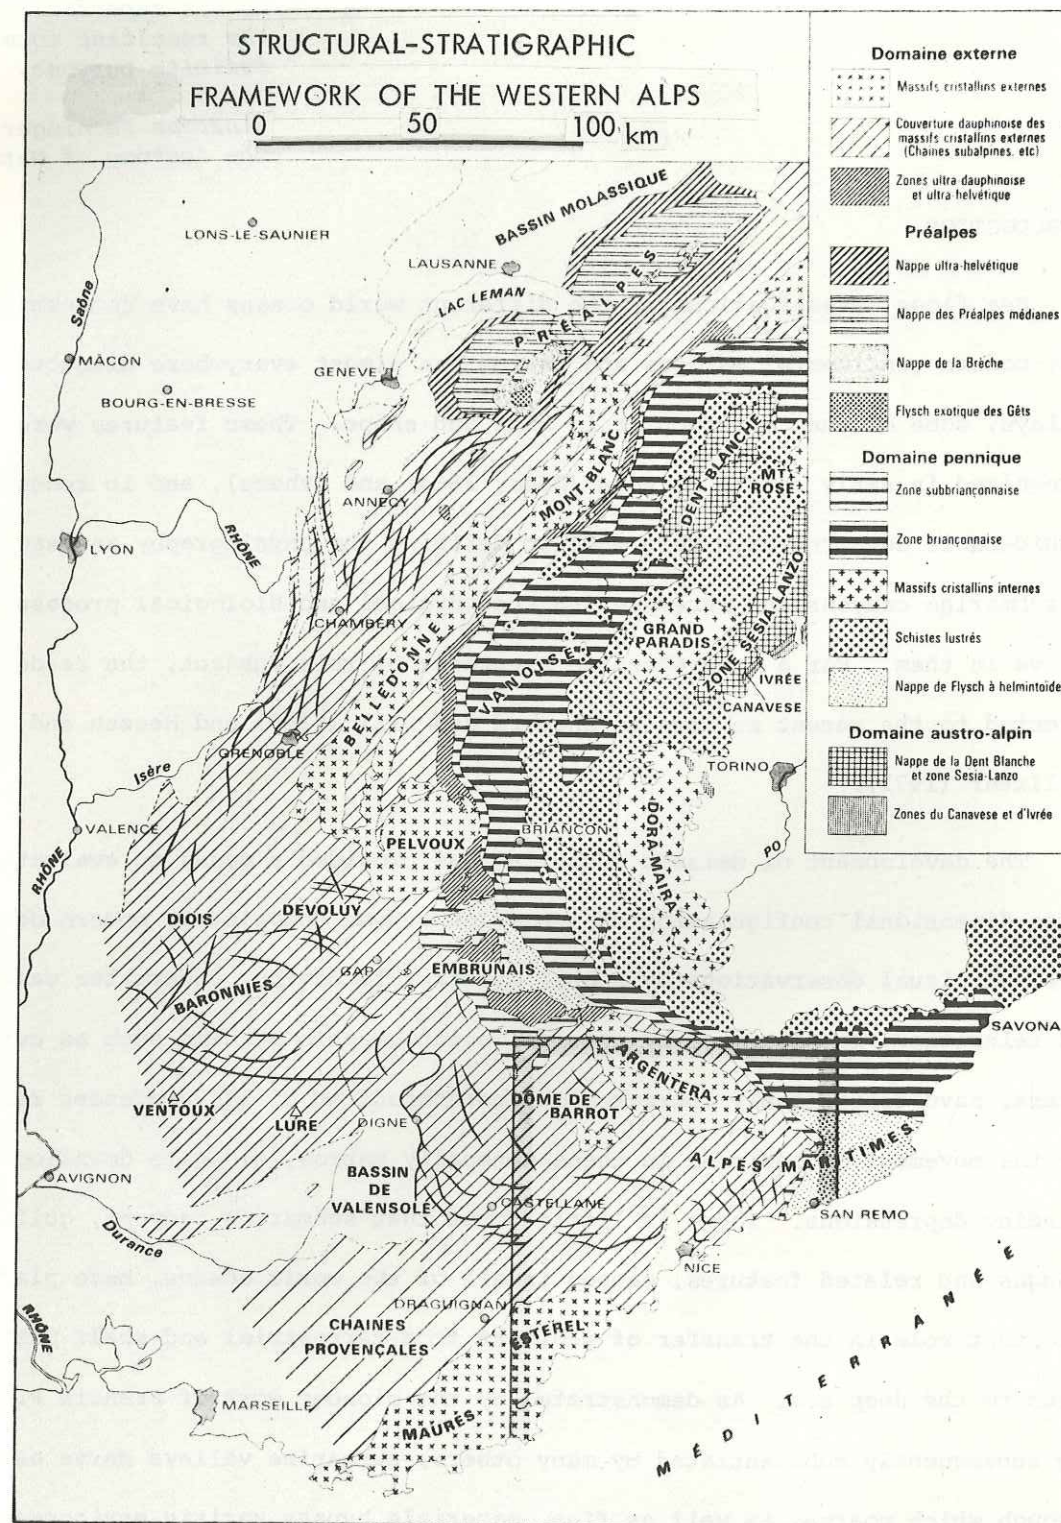 STRUCTURAL-STRATIGRAPHIC
FRAMEWORK OF THE WESTERN ALPS
0 50 100 km
Domaine externe
Massifs cristallins externes
Couverture dauphinoise des
massifs cristallins externes
(Chaines subalpines, etc)
Zones ultra dauphinoise
et ultra helvétique
Préalpes
Nappe ultra-helvétique
Nappe des Préalpes médianes
Nappe de la Brèche
Flysch exotique des Gêts
Domaine pennique
Zone subbriançonnaise
Zone briançonnaise
Massifs cristallins internes
Schistes lustrés
Nappe de Flysch à helmintoïde
Domaine austro-alpin
Nappe de la Dent Blanche
et zone Sesia-Lanzo
Zones du Canavese et d'Ivrée
BASSIN MOLASSIQUE
LONS-LE-SAUNIER
LAUSANNE
LAC LEMAN
PRÉALPES
Saône
MÂCON
GENEVE
BOURG-EN-BRESSE
MONT BLANC
DENT BLANCHE
MT ROSE
ANNECY
LYON
RHÔNE
CHAMBÉRY
GRAND
PARADIS
ZONE SESIA LANZO
VANOISE
IVRÉE
CANAVESE
BELLEDONNE
GRENOBLE
Isère
TORINO
VALENCE
BRIANÇON
PELVOUX
DORA-MAIRA
PO
RHÔNE
DIOIS
DEVOLUY
GAP
EMBRUNAIS
BARONNIES
SAVONA
ARGENTERA
VENTOUX
LURE
DIGNE
DÔME DE
BARROT
ALPES MARITIMES
AVIGNON
BASSIN
DE
VALENSOLE
CASTELLANE
SAN REMO
Durance
NICE
DRAGUIGNAN
ESTEREL
CHAINES
PROVENÇALES
RHÔNE
MARSEILLE
MAURES
MÉDITERRANÉE